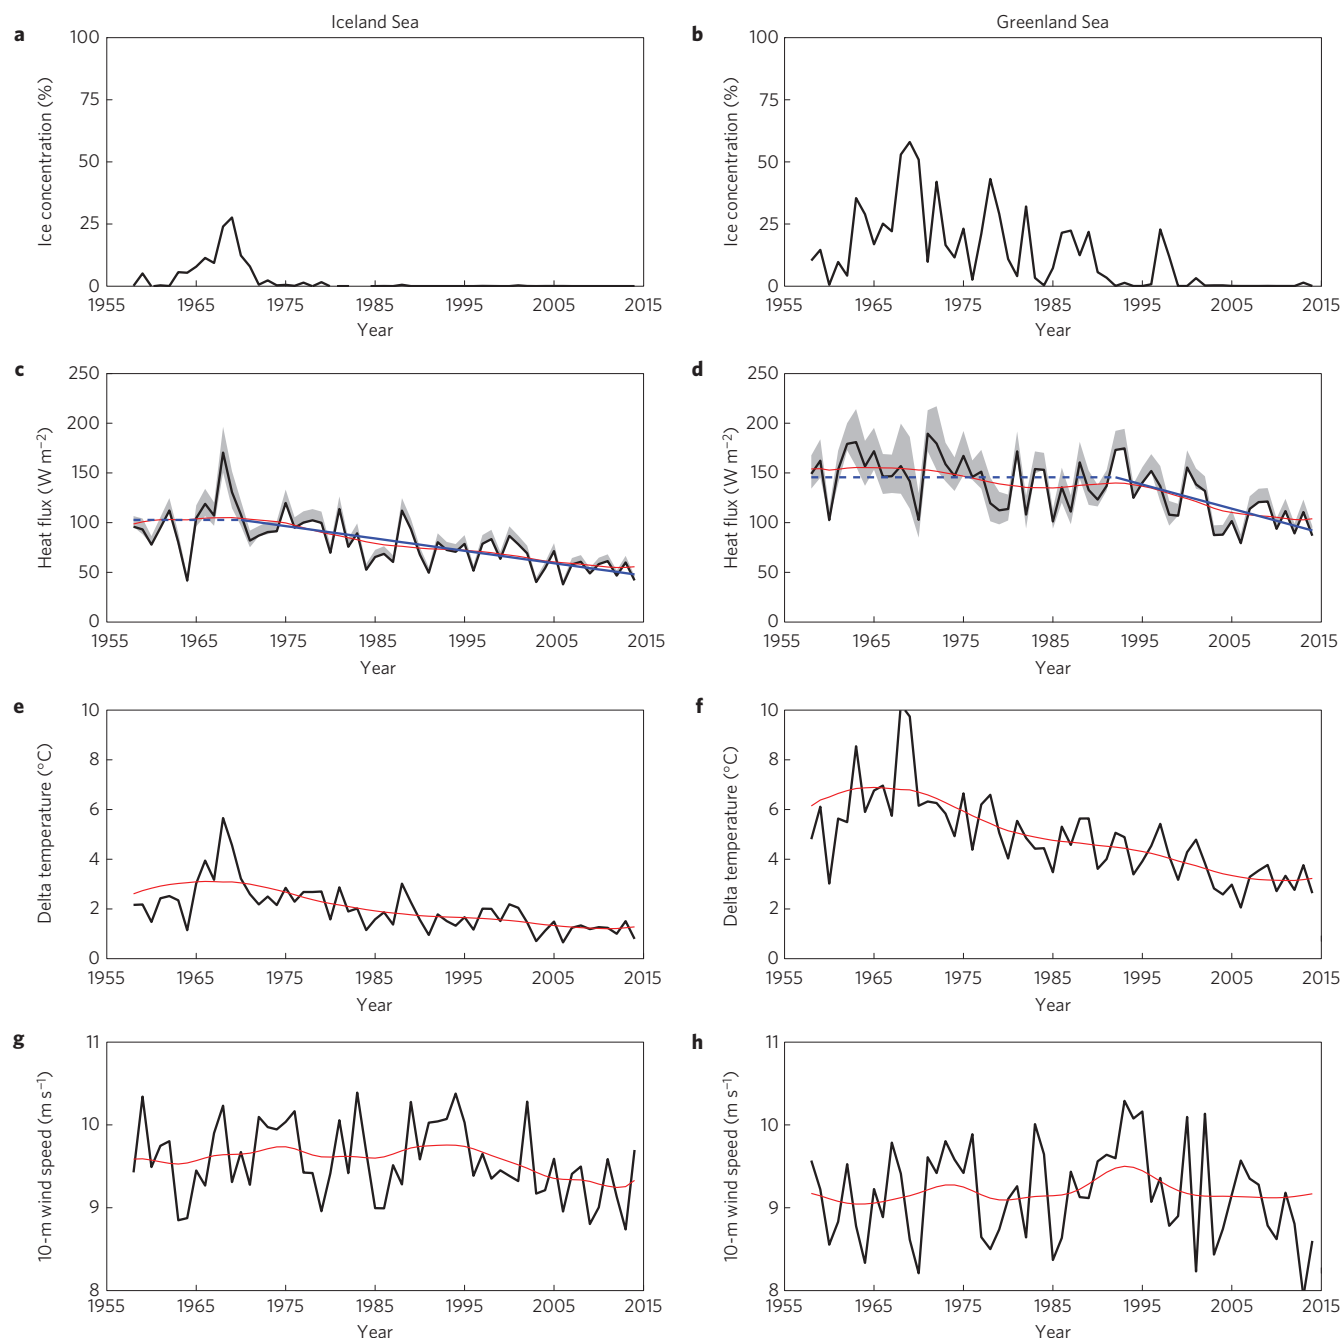 Iceland Sea
Greenland Sea
a
100
75
50
25
0
Ice concentration (%)
1955 1965 1975 1985 1995 2005 2015
Year
b
100
75
50
25
0
Ice concentration (%)
1955 1965 1975 1985 1995 2005 2015
Year
c
250
200
150
100
50
0
Heat flux (W m−2)
1955 1965 1975 1985 1995 2005 2015
Year
d
250
200
150
100
50
0
Heat flux (W m−2)
1955 1965 1975 1985 1995 2005 2015
Year
e
10
8
6
4
2
0
Delta temperature (°C)
1955 1965 1975 1985 1995 2005 2015
Year
f
10
8
6
4
2
0
Delta temperature (°C)
1955 1965 1975 1985 1995 2005 2015
Year
g
11
10
9
8
10-m wind speed (m s−1)
1955 1965 1975 1985 1995 2005 2015
Year
h
11
10
9
8
10-m wind speed (m s−1)
1955 1965 1975 1985 1995 2005 2015
Year